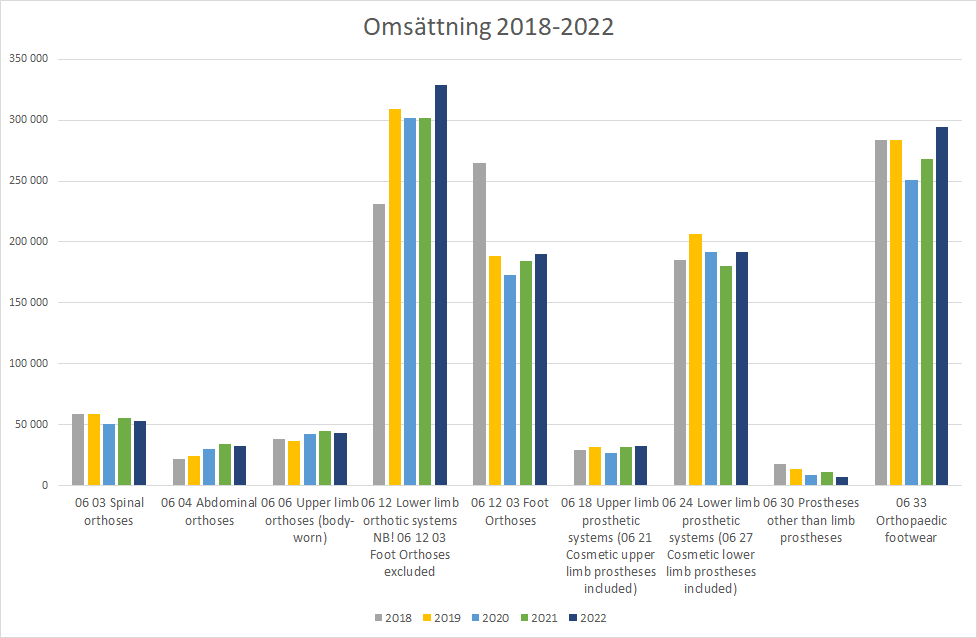 Omsättning 2018-2022
350 000
300 000
250 000
200 000
150 000
100 000
50 000
0
06 03 Spinal
orthoses
06 04 Abdominal
orthoses
06 06 Upper limb
orthoses (body-
worn)
06 12 Lower limb
orthotic systems
NB! 06 12 03
Foot Orthoses
excluded
06 12 03 Foot
Orthoses
06 18 Upper limb
prosthetic
systems (06 21
Cosmetic upper
limb prostheses
included)
06 24 Lower limb
prosthetic
systems (06 27
Cosmetic lower
limb prostheses
included)
06 30 Prostheses
other than limb
prostheses
06 33
Orthopaedic
footwear
2018 2019 2020 2021 2022